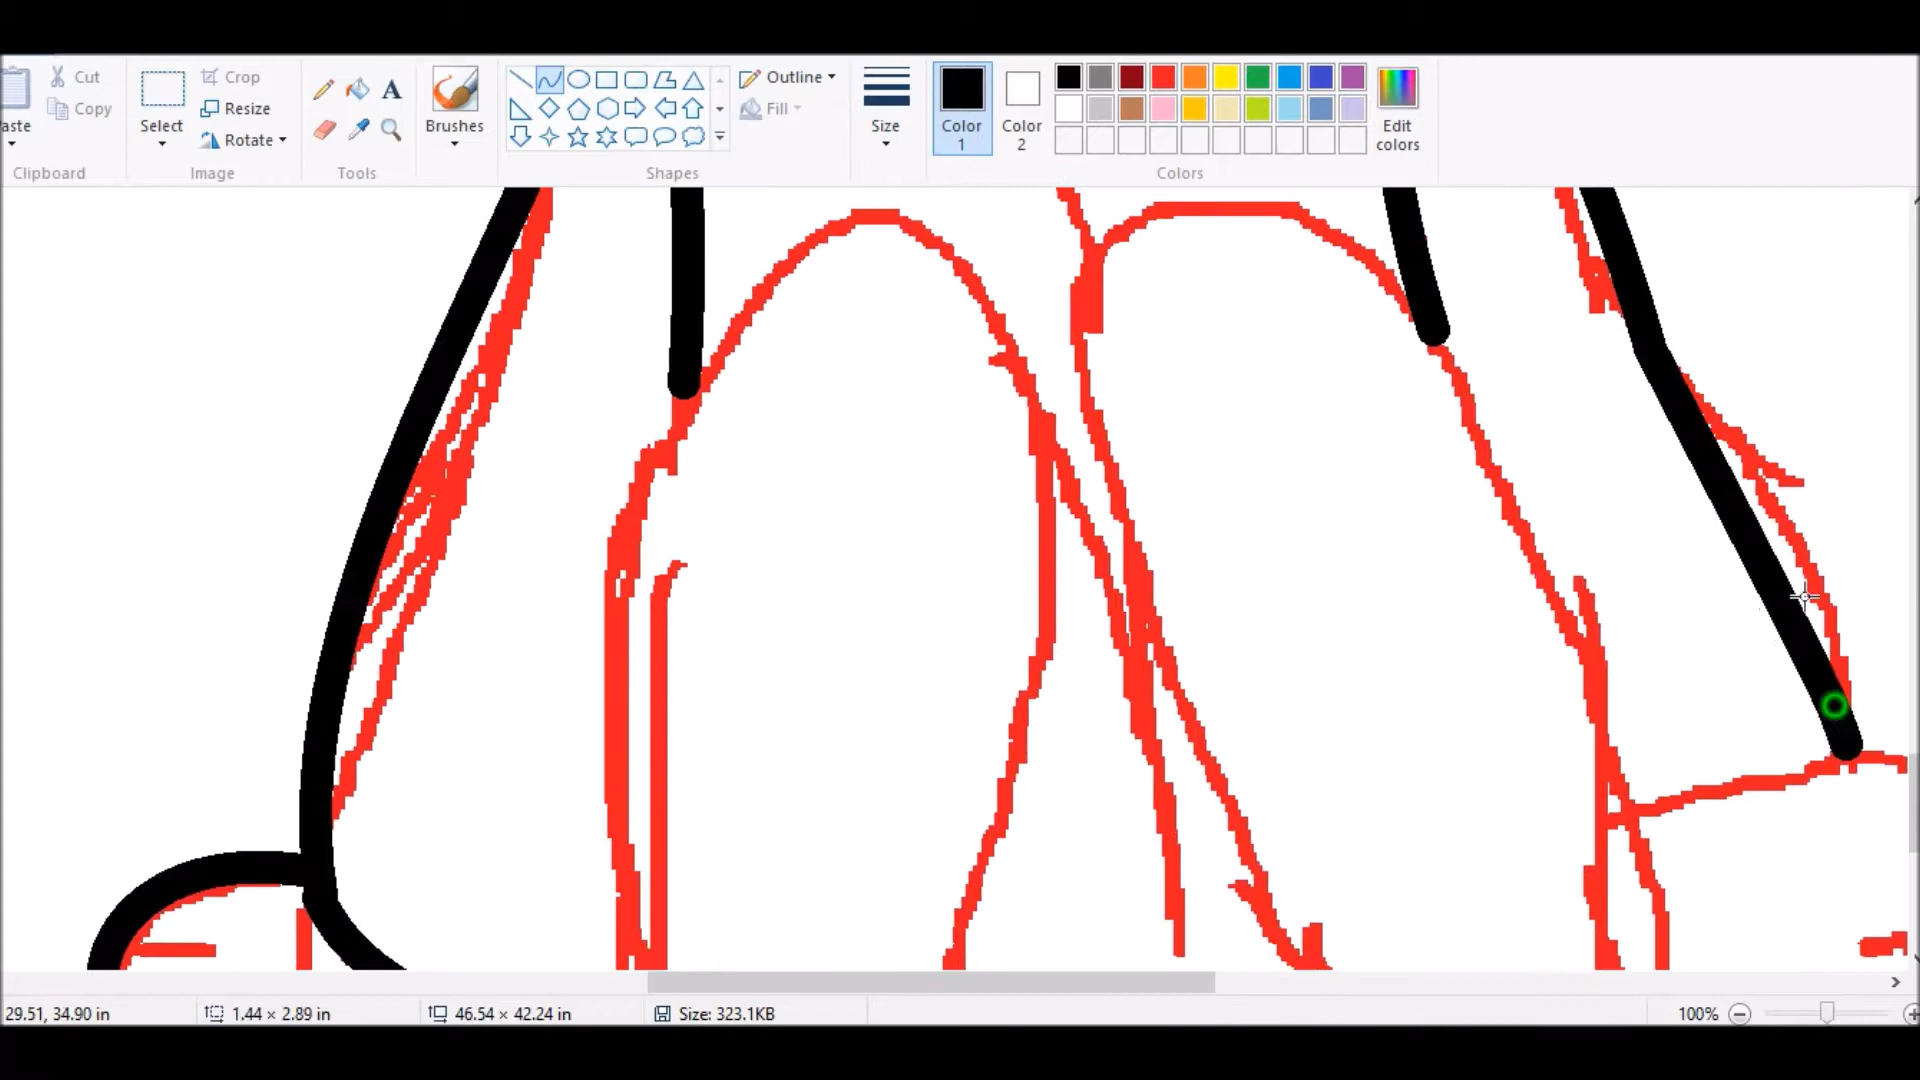 Cut
Crop
Outline
Copy
Resize
Fill
aste
Select
Rotate
A
Brushes
Size
Color
1
Color
2
Edit
colors
Clipboard
Image
Tools
Shapes
Colors
29.51, 34.90 in
1.44 × 2.89 in
46.54 × 42.24 in
Size: 323.1KB
100%